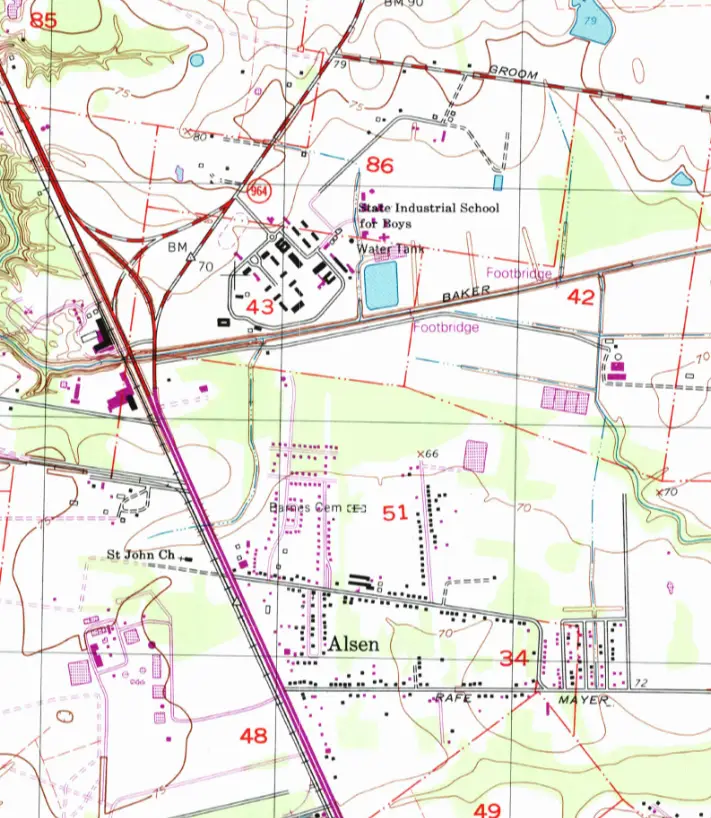 BM 90
85
79
79
GROOM
75
75
75
×80
86
964
State Industrial School
for Boys
BM
Water Tank
70
Footbridge
BAKER
42
43
Footbridge
70
×66
70
×70
Barnes Cem
51
75
St John Ch
70
Alsen
34
72
RAFE MAYER
48
75
49